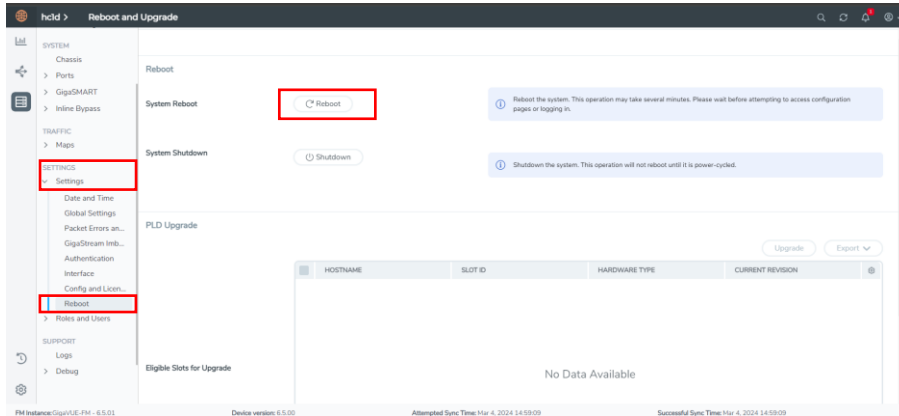 hcld > Reboot and Upgrade
3
SYSTEM
Chassis
> Ports
> GigaSMART
> Inline Bypass
TRAFFIC
> Maps
SETTINGS
Settings
Date and Time
Global Settings
Packet Errors an...
GigaStream Imb...
Authentication
Interface
Config and Licen...
Reboot
> Roles and Users
SUPPORT
Logs
> Debug
Reboot
System Reboot
Reboot
Reboot the system. This operation may take several minutes. Please wait before attempting to access configuration
pages or logging in.
System Shutdown
Shutdown
Shutdown the system. This operation will not reboot until it is power-cycled.
PLD Upgrade
Upgrade
Export
HOSTNAME SLOT ID HARDWARE TYPE CURRENT REVISION
Eligible Slots for Upgrade
No Data Available
FM Instance: GigaVUE-FM - 6.5.01 Device version: 6.5.00 Attempted Sync Time: Mar 4, 2024 14:59:09 Successful Sync Time: Mar 4, 2024 14:59:09